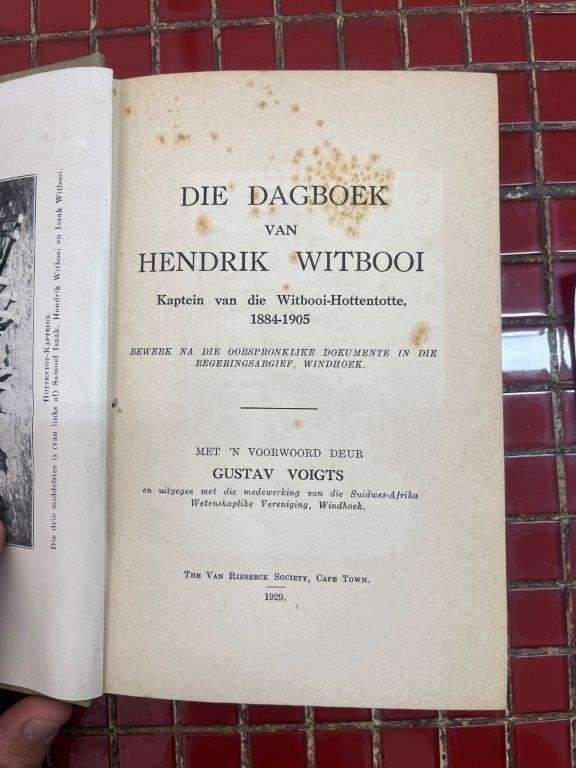 HOTTENTOT-KAPTEINS.
Die drie middelstes is (van links af) Samuel Isaak, Hendrik Witbooi en Isaak Witbooi.
DIE DAGBOEK
VAN
HENDRIK WITBOOI
Kaptein van die Witbooi-Hottentotte,
1884-1905
BEWERK NA DIE OORSPRONKLIKE DOKUMENTE IN DIE
REGERINGSARGIEF, WINDHOEK.
MET 'N VOORWOORD DEUR
GUSTAV VOIGTS
en uitgegee met die medewerking van die Suidwes-Afrika
Wetenskaplike Vereniging, Windhoek.
THE VAN RIEBEECK SOCIETY, CAPE TOWN.
1929.